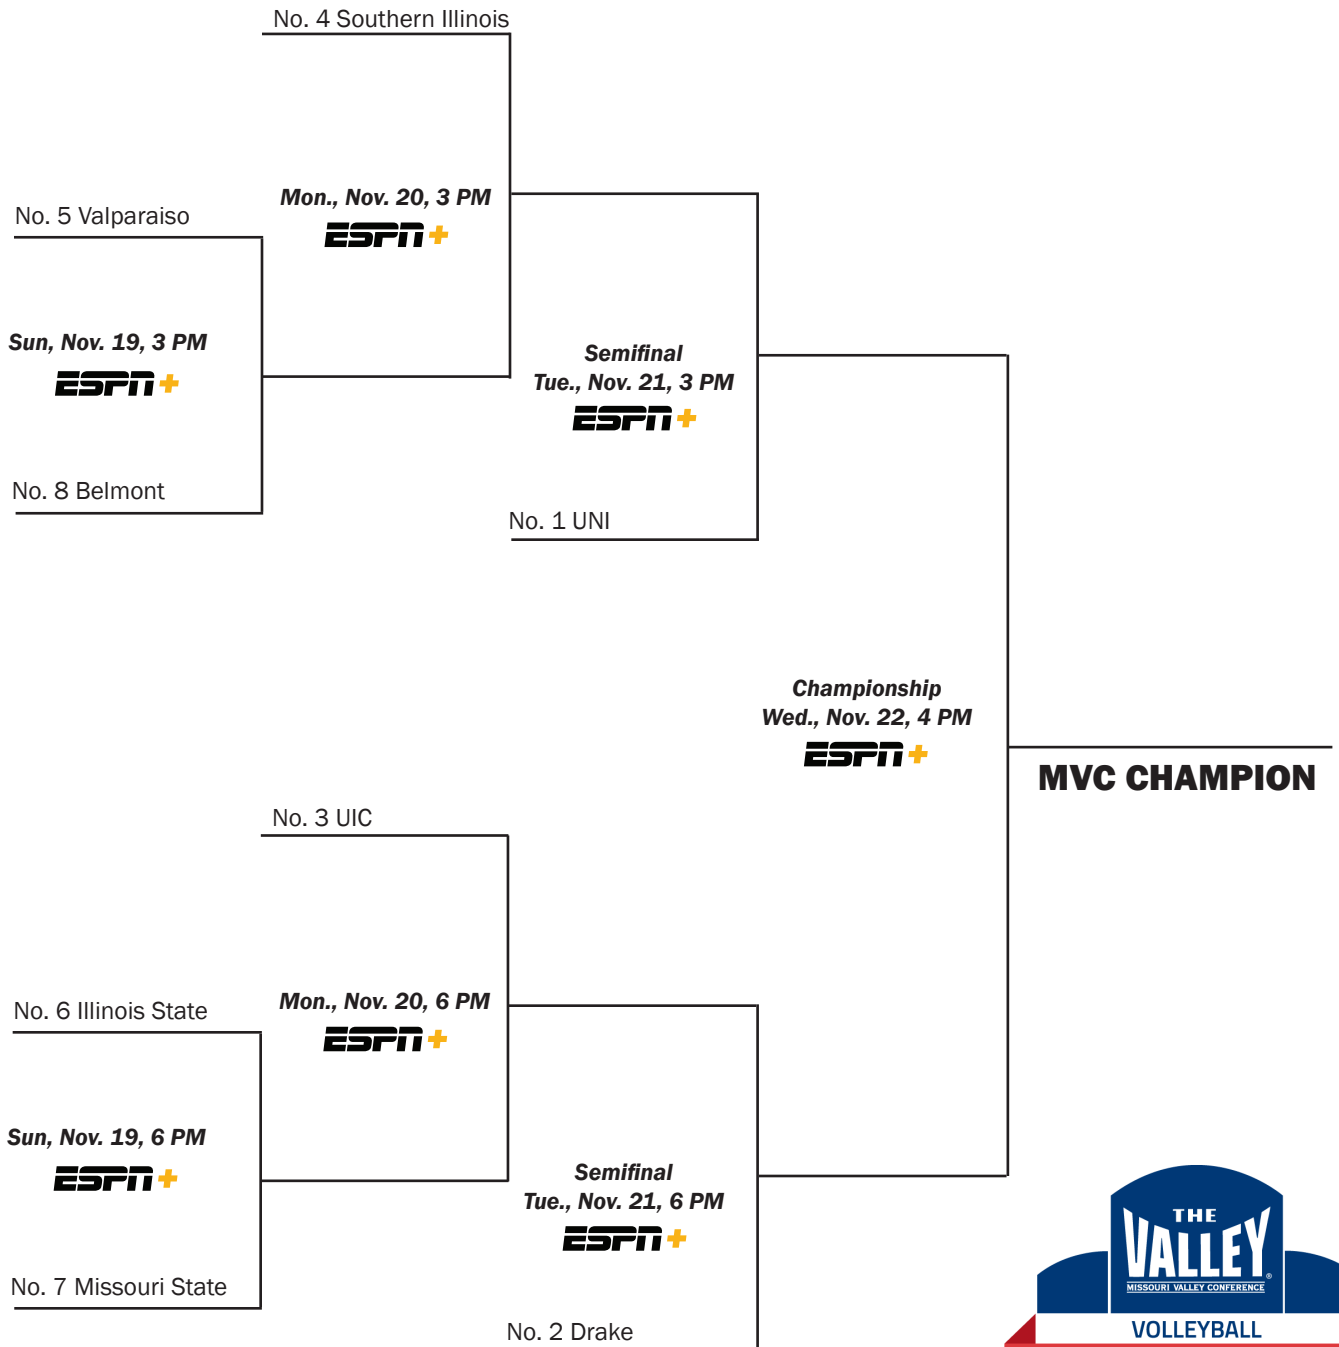 No. 4 Southern Illinois
Mon., Nov. 20, 3 PM
ESPN+
No. 5 Valparaiso
Sun, Nov. 19, 3 PM
ESPN+
No. 8 Belmont
Semifinal
Tue., Nov. 21, 3 PM
ESPN+
No. 1 UNI
Championship
Wed., Nov. 22, 4 PM
ESPN+
MVC CHAMPION
No. 3 UIC
Mon., Nov. 20, 6 PM
ESPN+
No. 6 Illinois State
Sun, Nov. 19, 6 PM
ESPN+
No. 7 Missouri State
Semifinal
Tue., Nov. 21, 6 PM
ESPN+
No. 2 Drake
THE
VALLEY®
MISSOURI VALLEY CONFERENCE
VOLLEYBALL